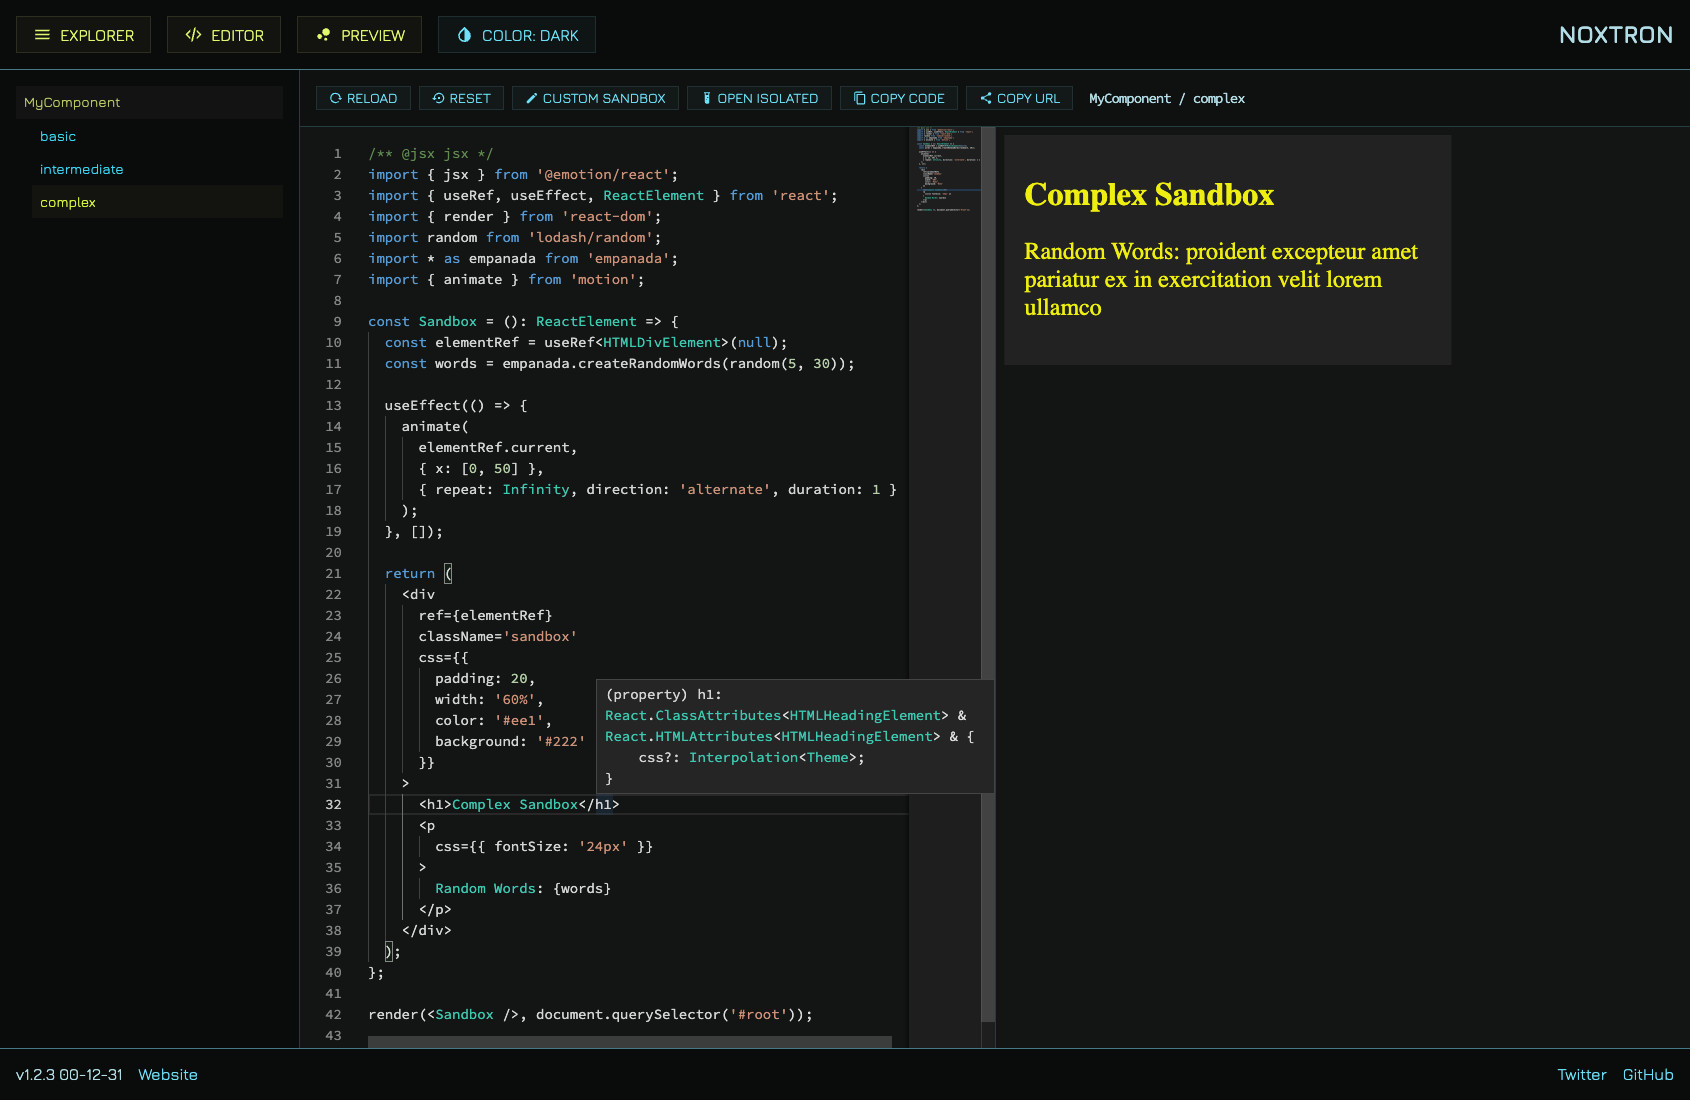 EXPLORER
EDITOR
PREVIEW
COLOR: DARK
NOXTRON
MyComponent
basic
intermediate
complex
RELOAD
RESET
CUSTOM SANDBOX
OPEN ISOLATED
COPY CODE
COPY URL
MyComponent / complex
1 /** @jsx jsx */
2 import { jsx } from '@emotion/react';
3 import { useRef, useEffect, ReactElement } from 'react';
4 import { render } from 'react-dom';
5 import random from 'lodash/random';
6 import * as empanada from 'empanada';
7 import { animate } from 'motion';
8
9 const Sandbox = (): ReactElement => {
10 const elementRef = useRef<HTMLDivElement>(null);
11 const words = empanada.createRandomWords(random(5, 30));
12
13 useEffect(() => {
14 animate(
15 elementRef.current,
16 { x: [0, 50] },
17 { repeat: Infinity, direction: 'alternate', duration: 1 }
18 );
19 }, []);
20
21 return (
22 <div
23 ref={elementRef}
24 className='sandbox'
25 css={{
26 padding: 20,
27 width: '60%',
28 color: '#ee1',
29 background: '#222'
30 }}
31 >
32 <h1>Complex Sandbox</h1>
33 <p
34 css={{ fontSize: '24px' }}
35 >
36 Random Words: {words}
37 </p>
38 </div>
39 );
40 };
41
42 render(<Sandbox />, document.querySelector('#root'));
43
(property) h1:
React.ClassAttributes<HTMLHeadingElement> &
React.HTMLAttributes<HTMLHeadingElement> & {
css?: Interpolation<Theme>;
}
Complex Sandbox
Random Words: proident excepteur amet
pariatur ex in exercitation velit lorem
ullamco
v1.2.3 00-12-31
Website
Twitter
GitHub